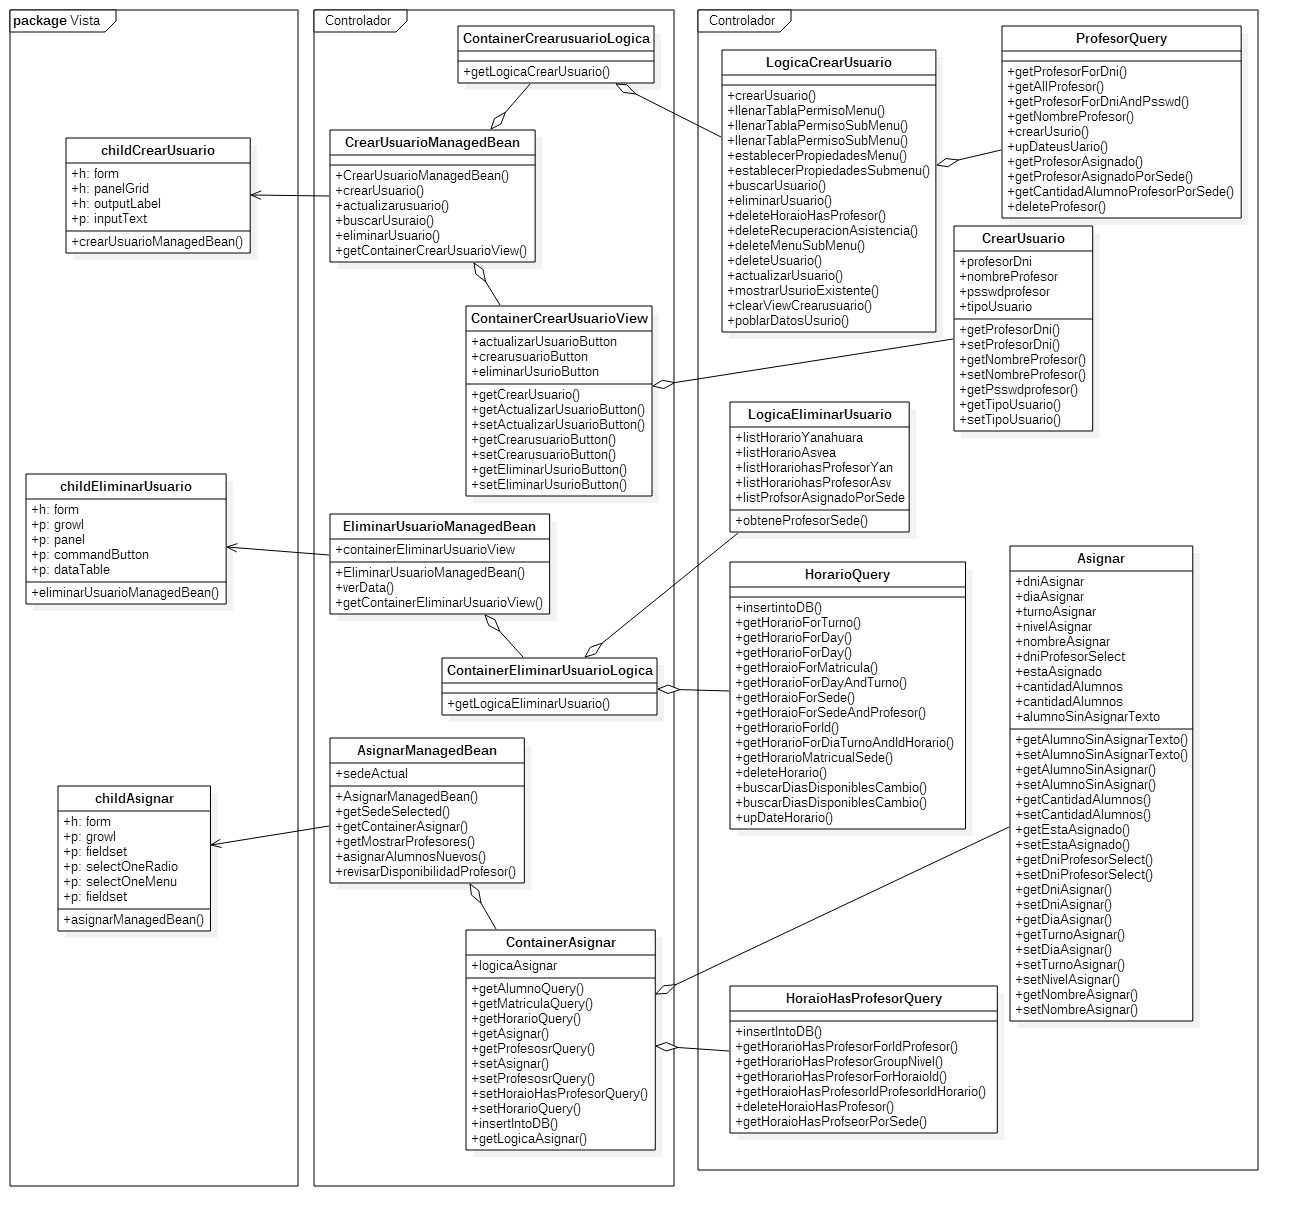 package Vista
childCrearUsuario
+h: form
+h: panelGrid
+h: outputLabel
+p: inputText
+crearUsuarioManagedBean()
childEliminarUsuario
+h: form
+p: growl
+p: panel
+p: commandButton
+p: dataTable
+eliminarUsuarioManagedBean()
childAsignar
+h: form
+p: growl
+p: fieldset
+p: selectOneRadio
+p: selectOneMenu
+p: fieldset
+asignarManagedBean()
Controlador
ContainerCrearusuarioLogica
+getLogicaCrearUsuario()
CrearUsuarioManagedBean
+CrearUsuarioManagedBean()
+crearUsuario()
+actualizarusuario()
+buscarUsuraio()
+eliminarUsuario()
+getContainerCrearUsuarioView()
ContainerCrearUsuarioView
+actualizarUsuarioButton
+crearusuarioButton
+eliminarUsurioButton
+getCrearUsuario()
+getActualizarUsuarioButton()
+setActualizarUsuarioButton()
+getCrearusuarioButton()
+setCrearusuarioButton()
+getEliminarUsurioButton()
+setEliminarUsurioButton()
EliminarUsuarioManagedBean
+containerEliminarUsuarioView
+EliminarUsuarioManagedBean()
+verData()
+getContainerEliminarUsuarioView()
ContainerEliminarUsuarioLogica
+getLogicaEliminarUsuario()
AsignarManagedBean
+sedeActual
+AsignarManagedBean()
+getSedeSelected()
+getContainerAsignar()
+getMostrarProfesores()
+asignarAlumnosNuevos()
+revisarDisponibilidadProfesor()
ContainerAsignar
+logicaAsignar
+getAlumnoQuery()
+getMatriculaQuery()
+getHorarioQuery()
+getAsignar()
+getProfesosrQuery()
+setAsignar()
+setProfesosrQuery()
+setHoraioHasProfesorQuery()
+setHorarioQuery()
+insertIntoDB()
+getLogicaAsignar()
Controlador
LogicaCrearUsuario
+crearUsuario()
+llenarTablaPermisoMenu()
+llenarTablaPermisoSubMenu()
+llenarTablaPermisoSubMenu()
+establecerPropiedadesMenu()
+establecerPropiedadesSubmenu()
+buscarUsuario()
+eliminarUsuario()
+deleteHoraioHasProfesor()
+deleteRecuperacionAsistencia()
+deleteMenuSubMenu()
+deleteUsuario()
+actualizarUsuario()
+mostrarUsurioExistente()
+clearViewCrearusuario()
+poblarDatosUsurio()
ProfesorQuery
+getProfesorForDni()
+getAllProfesor()
+getProfesorForDniAndPsswd()
+getNombreProfesor()
+crearUsurio()
+upDateusUario()
+getProfesorAsignado()
+getProfesorAsignadoPorSede()
+getCantidadAlumnoProfesorPorSede()
+deleteProfesor()
CrearUsuario
+profesorDni
+nombreProfesor
+psswdprofesor
+tipoUsuario
+getProfesorDni()
+setProfesorDni()
+getNombreProfesor()
+setNombreProfesor()
+getPsswdprofesor()
+getTipoUsuario()
+setTipoUsuario()
LogicaEliminarUsuario
+listHorarioYanahuara
+listHorarioAsvea
+listHorariohasProfesorYan
+listHorariohasProfesorAsv
+listProfsorAsignadoPorSede
+obteneProfesorSede()
HorarioQuery
+insertintoDB()
+getHorarioForTurno()
+getHorarioForDay()
+getHorarioForDay()
+getHoraioForMatricula()
+getHorarioForDayAndTurno()
+getHoraioForSede()
+getHoraioForSedeAndProfesor()
+getHorarioForId()
+getHorarioForDiaTurnoAndIdHorario()
+getHorarioMatricualSede()
+deleteHorario()
+buscarDiasDisponiblesCambio()
+buscarDiasDisponiblesCambio()
+upDateHorario()
Asignar
+dniAsignar
+diaAsignar
+turnoAsignar
+nivelAsignar
+nombreAsignar
+dniProfesorSelect
+estaAsignado
+cantidadAlumnos
+cantidadAlumnos
+alumnoSinAsignarTexto
+getAlumnoSinAsignarTexto()
+setAlumnoSinAsignarTexto()
+getAlumnoSinAsignar()
+setAlumnoSinAsignar()
+getCantidadAlumnos()
+setCantidadAlumnos()
+getEstaAsignado()
+setEstaAsignado()
+getDniProfesorSelect()
+setDniProfesorSelect()
+getDniAsignar()
+setDniAsignar()
+getDiaAsignar()
+getTurnoAsignar()
+setDiaAsignar()
+setTurnoAsignar()
+setNivelAsignar()
+getNombreAsignar()
+setNombreAsignar()
HoraioHasProfesorQuery
+insertIntoDB()
+getHorarioHasProfesorForIdProfesor()
+getHorarioHasProfesorGroupNivel()
+getHorarioHasProfesorForHoraioId()
+getHoraioHasProfesorIdProfesorIdHorario()
+deleteHoraioHasProfesor()
+getHoraioHasProfseorPorSede()